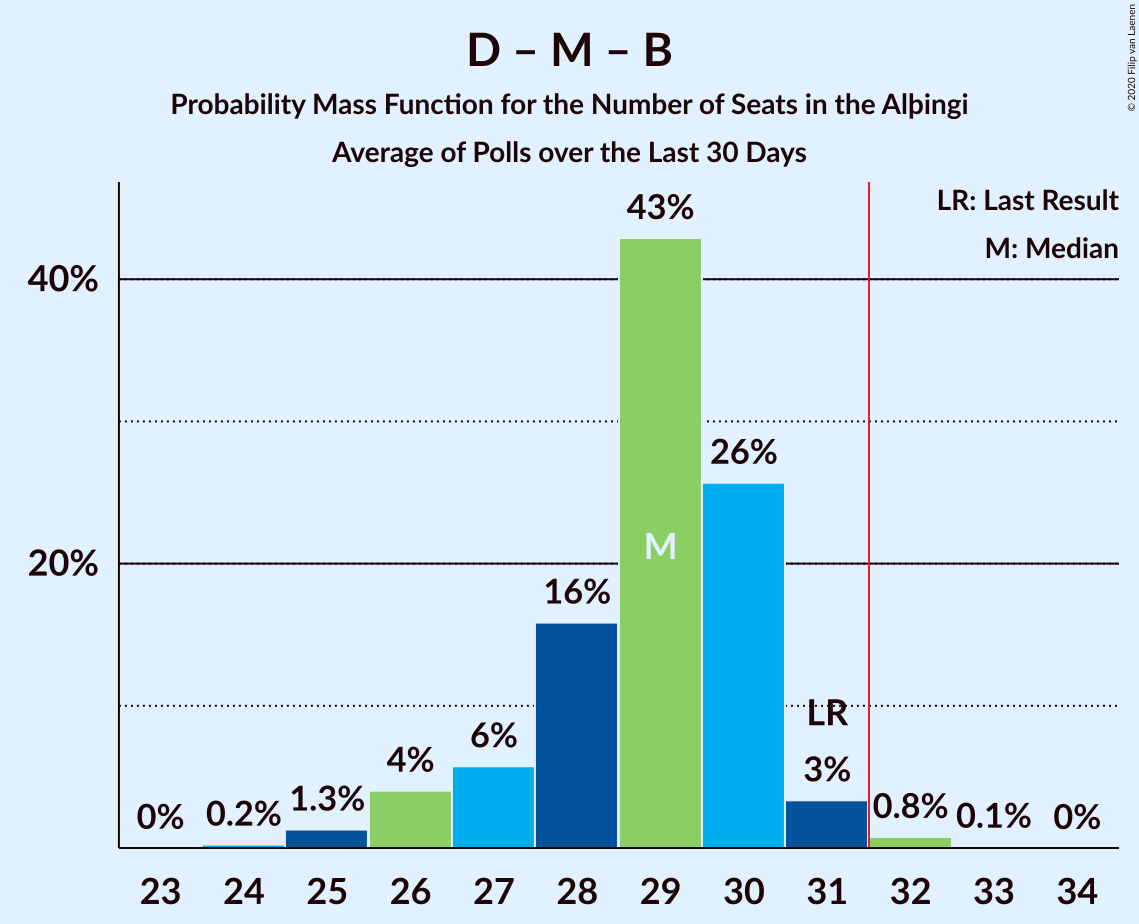 D – M – B
Probability Mass Function for the Number of Seats in the Alþingi
Average of Polls over the Last 30 Days
© 2020 Filip van Laenen
LR: Last Result
M: Median
40%
20%
0%
0.2%
1.3%
4%
6%
16%
43%
M
26%
LR
3%
0.8%
0.1%
0%
23 24 25 26 27 28 29 30 31 32 33 34